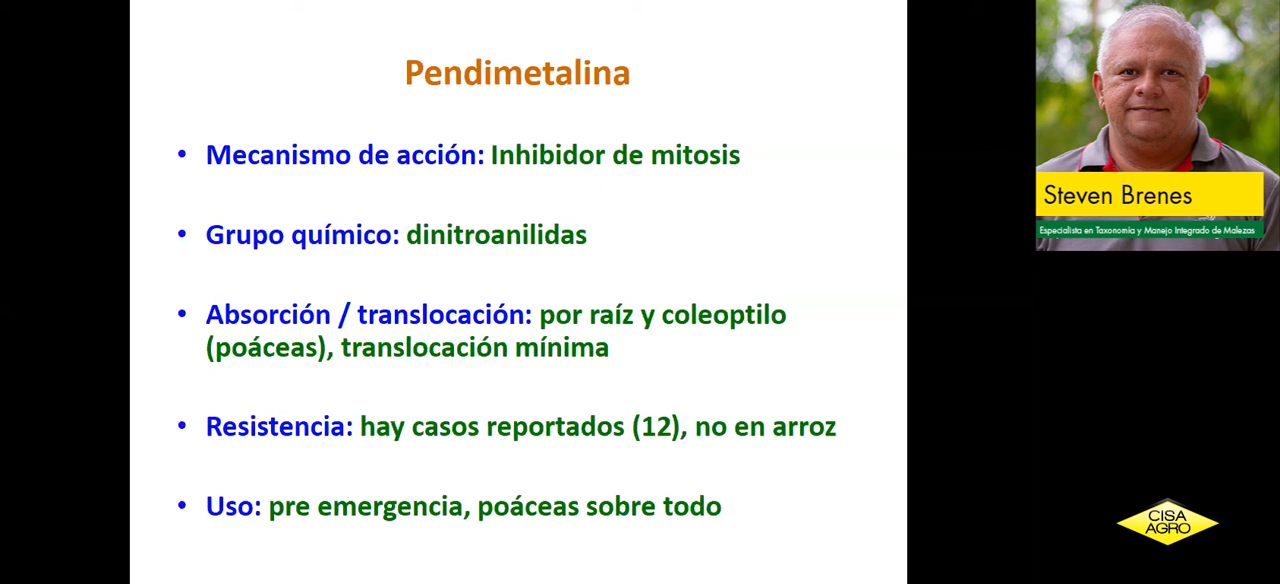 Pendimetalina
• Mecanismo de acción: Inhibidor de mitosis
• Grupo químico: dinitroanilidas
• Absorción / translocación: por raíz y coleoptilo
(poáceas), translocación mínima
• Resistencia: hay casos reportados (12), no en arroz
• Uso: pre emergencia, poáceas sobre todo
Steven Brenes
Especialista en Taxonomía y Manejo Integrado de Malezas
CISA
AGRO